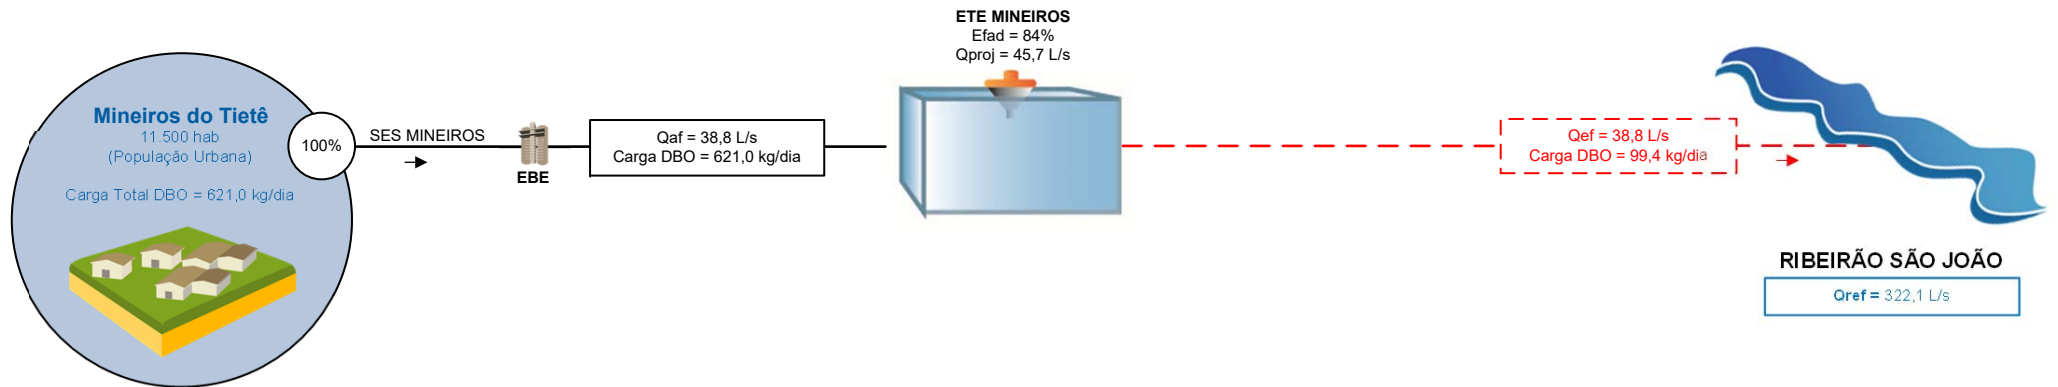 ETE MINEIROS
Efad = 84%
Qproj = 45,7 L/s
Mineiros do Tietê
11.500 hab
(População Urbana)
Carga Total DBO = 621,0 kg/dia
100%
SES MINEIROS
EBE
Qaf = 38,8 L/s
Carga DBO = 621,0 kg/dia
Qef = 38,8 L/s
Carga DBO = 99,4 kg/dia
RIBEIRÃO SÃO JOÃO
Qref = 322,1 L/s